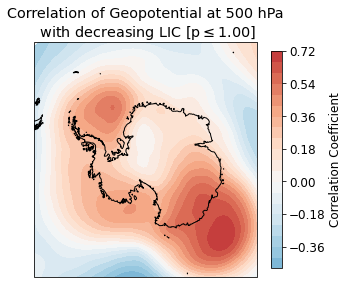 Correlation of Geopotential at 500 hPa
with decreasing LIC [p ≤ 1.00]
0.72
0.54
0.36
0.18
0.00
−0.18
−0.36
Correlation Coefficient